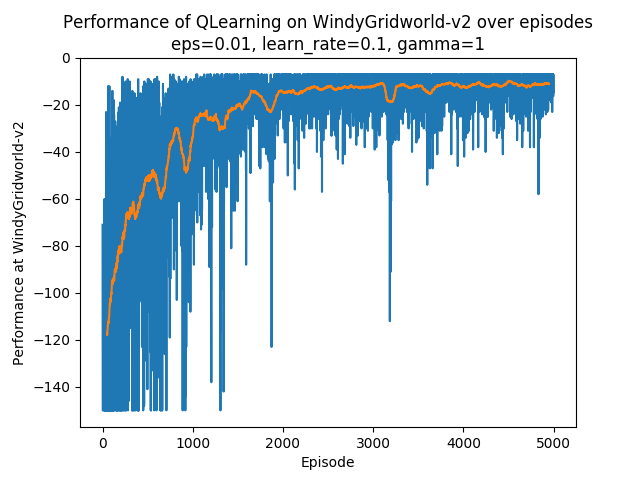 Performance of QLearning on WindyGridworld-v2 over episodes
eps=0.01, learn_rate=0.1, gamma=1
Performance at WindyGridworld-v2
0
−20
−40
−60
−80
−100
−120
−140
0 1000 2000 3000 4000 5000
Episode